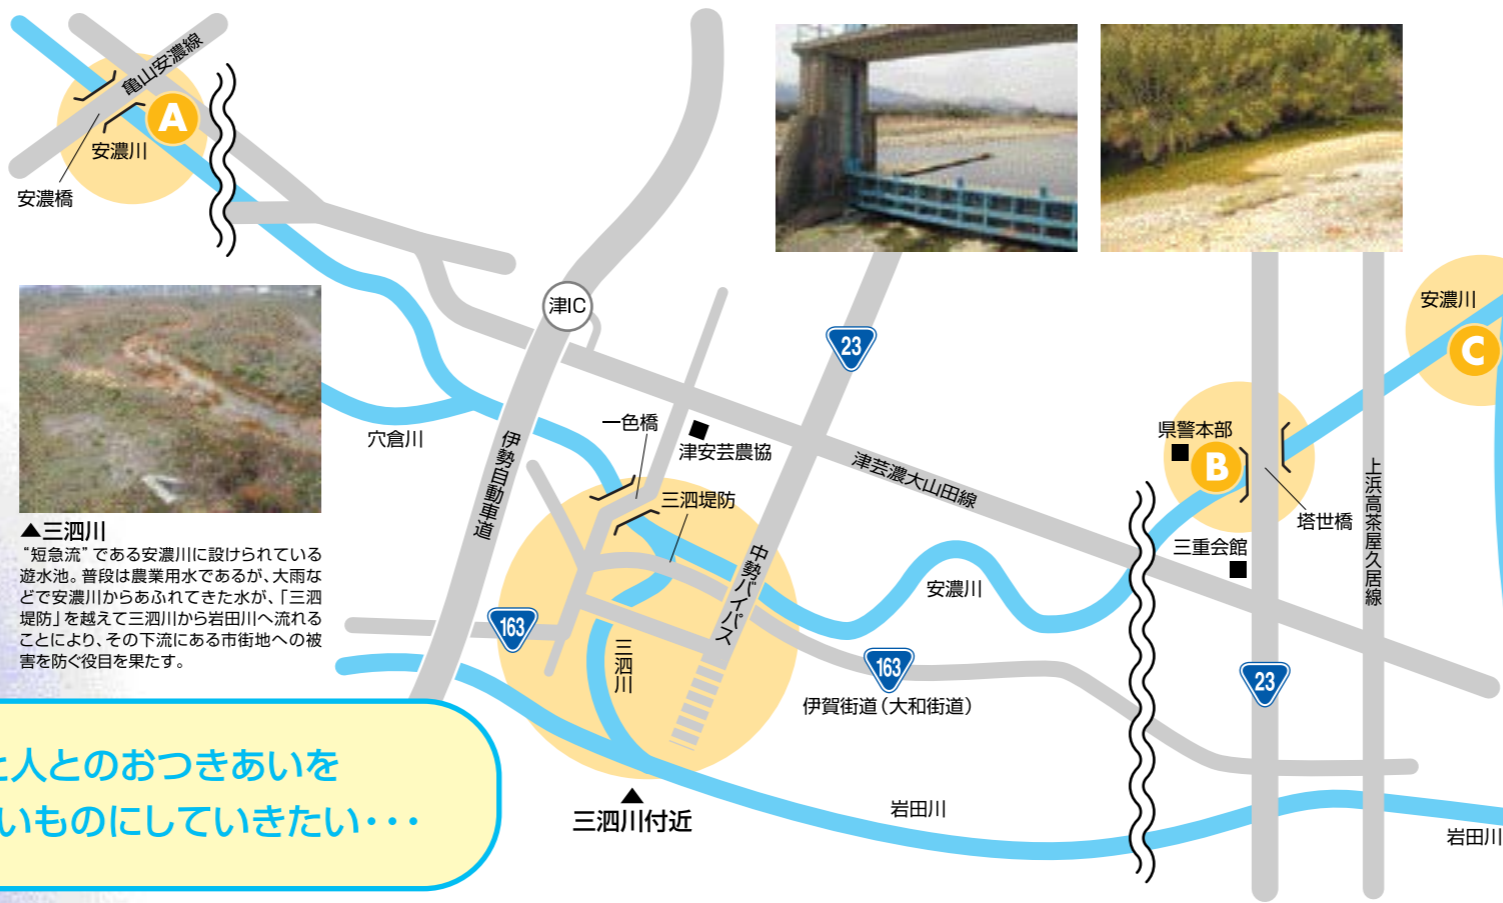 亀山安濃線
A
安濃川
安濃橋
津IC
23
安濃川
C
穴倉川
伊勢自動車道
一色橋
津安芸農協
三泗堤防
津芸濃大山田線
中勢バイパス
県警本部
B
塔世橋
三重会館
上浜高茶屋久居線
▲三泗川
“短急流”である安濃川に設けられている
遊水池。普段は農業用水であるが、大雨な
どで安濃川からあふれてきた水が、「三泗
堤防」を越えて三泗川から岩田川へ流れる
ことにより、その下流にある市街地への被
害を防ぐ役目を果たす。
163
三泗川
安濃川
163
伊賀街道（大和街道）
23
と人とのおつきあいを
いものにしていきたい・・・
▲
三泗川付近
岩田川
岩田川